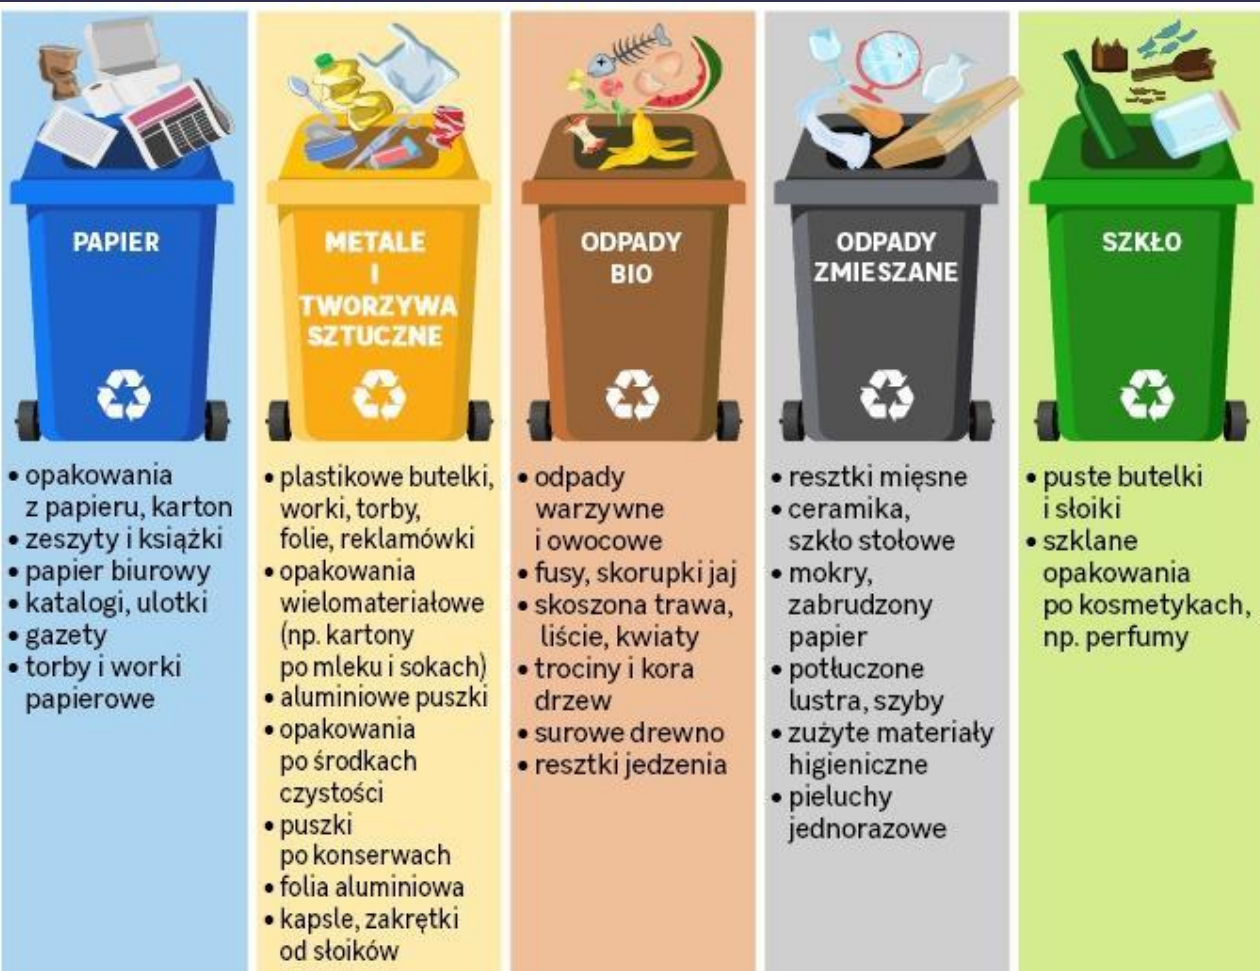 PAPIER
• opakowania
z papieru, karton
• zeszyty i książki
• papier biurowy
• katalogi, ulotki
• gazety
• torby i worki
papierowe
METALE
I
TWORZYWA
SZTUCZNE
• plastikowe butelki,
worki, torby,
folie, reklamówki
• opakowania
wielomateriałowe
(np. kartony
po mleku i sokach)
• aluminiowe puszki
• opakowania
po środkach
czystości
• puszki
po konserwach
• folia aluminiowa
• kapsle, zakrętki
od słoików
ODPADY
BIO
• odpady
warzywne
i owocowe
• fusy, skorupki jaj
• skoszona trawa,
liście, kwiaty
• trociny i kora
drzew
• surowe drewno
• resztki jedzenia
ODPADY
ZMIESZANE
• resztki mięsne
• ceramika,
szkło stołowe
• mokry,
zabrudzony
papier
• potłuczone
lustra, szyby
• zużyte materiały
higieniczne
• pieluchy
jednorazowe
SZKŁO
• puste butelki
i słoiki
• szklane
opakowania
po kosmetykach,
np. perfumy